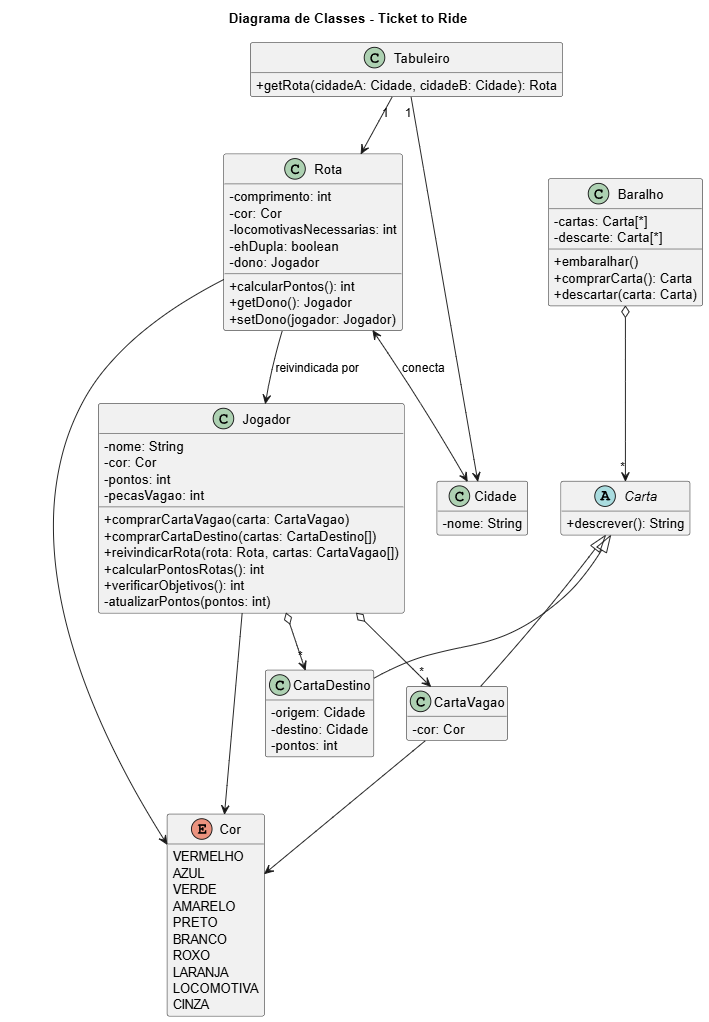 Diagrama de Classes - Ticket to Ride
C Tabuleiro
+getRota(cidadeA: Cidade, cidadeB: Cidade): Rota
1
1
C Rota
-comprimento: int
-cor: Cor
-locomotivasNecessarias: int
-ehDupla: boolean
-dono: Jogador
+calcularPontos(): int
+getDono(): Jogador
+setDono(jogador: Jogador)
C Baralho
-cartas: Carta[*]
-descarte: Carta[*]
+embaralhar()
+comprarCarta(): Carta
+descartar(carta: Carta)
reivindicada por
conecta
C Jogador
-nome: String
-cor: Cor
-pontos: int
-pecasVagao: int
+comprarCartaVagao(carta: CartaVagao)
+comprarCartaDestino(cartas: CartaDestino[])
+reivindicarRota(rota: Rota, cartas: CartaVagao[])
+calcularPontosRotas(): int
+verificarObjetivos(): int
-atualizarPontos(pontos: int)
C Cidade
-nome: String
*
A Carta
+descrever(): String
*
*
C CartaDestino
-origem: Cidade
-destino: Cidade
-pontos: int
C CartaVagao
-cor: Cor
E Cor
VERMELHO
AZUL
VERDE
AMARELO
PRETO
BRANCO
ROXO
LARANJA
LOCOMOTIVA
CINZA